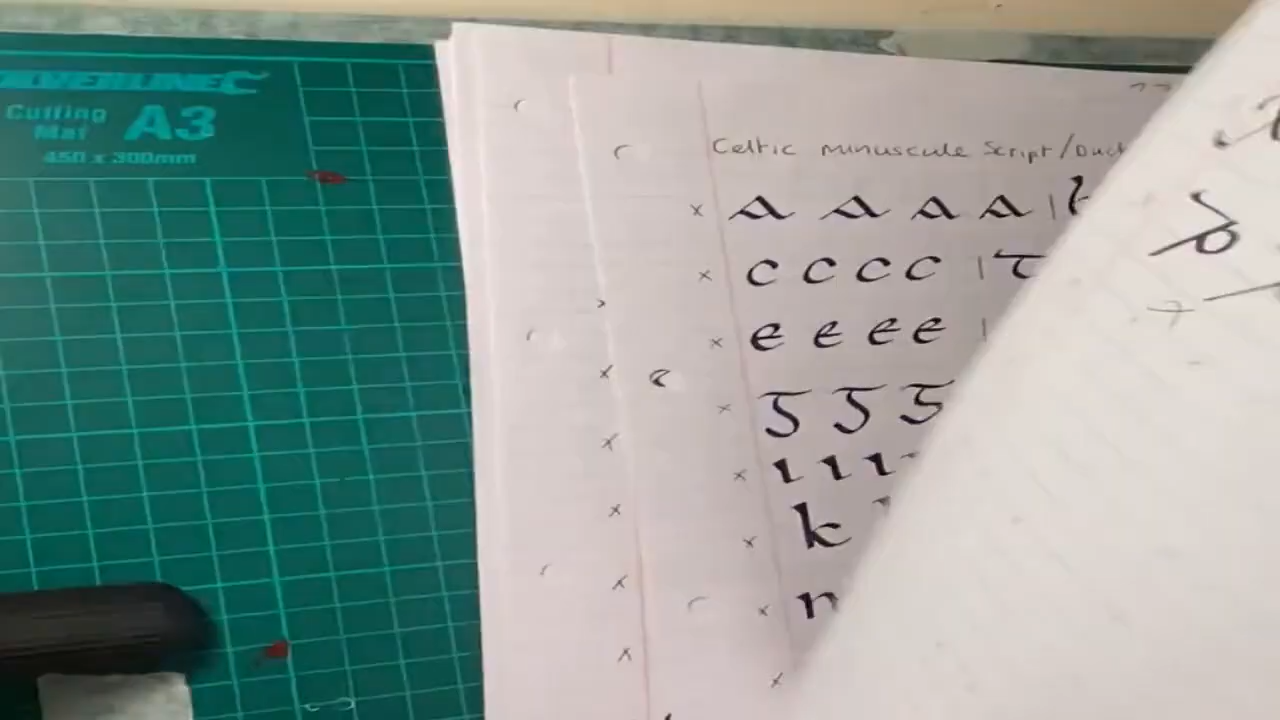 Cutting
Mat A3
450 x 300mm
Celtic minuscule Script/Duct
x a a a a |
x c c c c | τ
x e e e e |
x
x ι ι ι
x k
x n
x